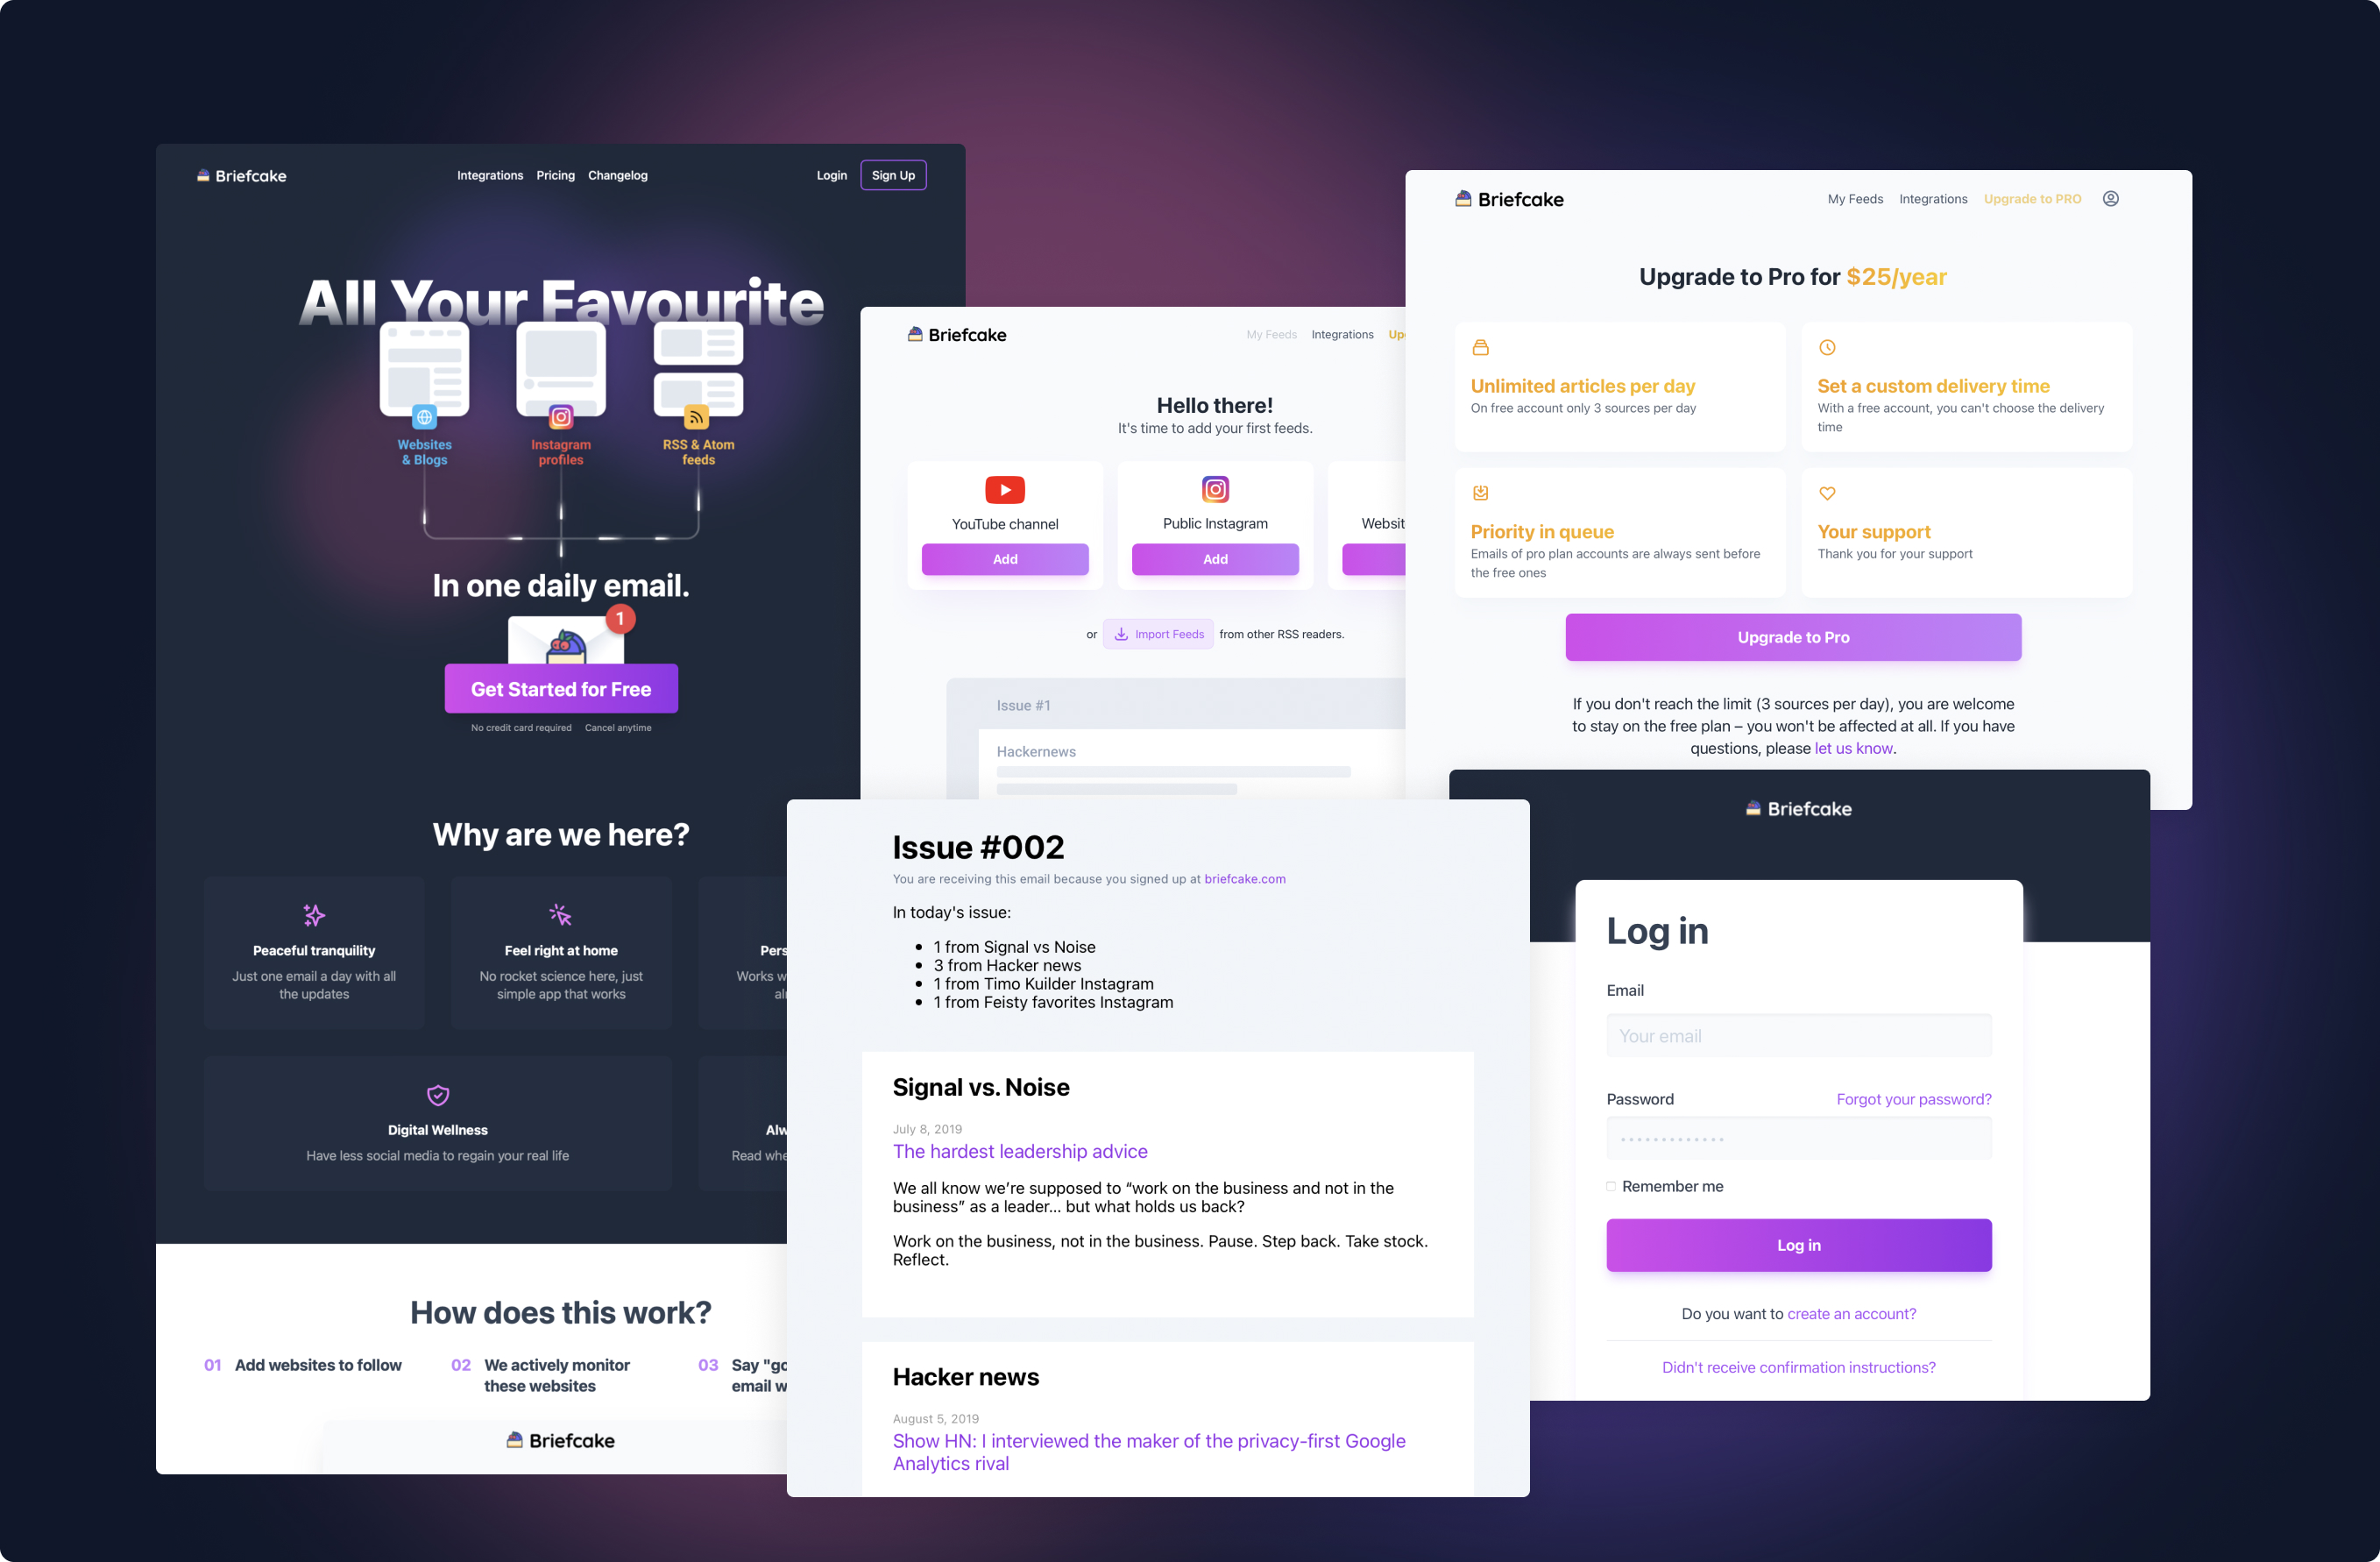 Briefcake
Integrations Pricing Changelog
Login Sign Up
All Your Favourite
Websites
& Blogs
Instagram
profiles
RSS & Atom
feeds
In one daily email.
1
Get Started for Free
No credit card required Cancel anytime
Why are we here?
Peaceful tranquility
Just one email a day with all
the updates
Feel right at home
No rocket science here, just
simple app that works
Pers
Works w
alr
Digital Wellness
Have less social media to regain your real life
Alw
Read whe
How does this work?
01 Add websites to follow
02 We actively monitor
these websites
03 Say "go
email w
Briefcake
Briefcake
My Feeds Integrations Up
Hello there!
It's time to add your first feeds.
YouTube channel
Add
Public Instagram
Add
Websit
or Import Feeds from other RSS readers.
Issue #1
Hackernews
Briefcake
My Feeds Integrations Upgrade to PRO
Upgrade to Pro for $25/year
Unlimited articles per day
On free account only 3 sources per day
Set a custom delivery time
With a free account, you can't choose the delivery
time
Priority in queue
Emails of pro plan accounts are always sent before
the free ones
Your support
Thank you for your support
Upgrade to Pro
If you don't reach the limit (3 sources per day), you are welcome
to stay on the free plan – you won't be affected at all. If you have
questions, please let us know.
Issue #002
You are receiving this email because you signed up at briefcake.com
In today's issue:
• 1 from Signal vs Noise
• 3 from Hacker news
• 1 from Timo Kuilder Instagram
• 1 from Feisty favorites Instagram
Signal vs. Noise
July 8, 2019
The hardest leadership advice
We all know we’re supposed to “work on the business and not in the
business” as a leader… but what holds us back?
Work on the business, not in the business. Pause. Step back. Take stock.
Reflect.
Hacker news
August 5, 2019
Show HN: I interviewed the maker of the privacy-first Google
Analytics rival
Briefcake
Log in
Email
Your email
Password Forgot your password?
Remember me
Log in
Do you want to create an account?
Didn't receive confirmation instructions?